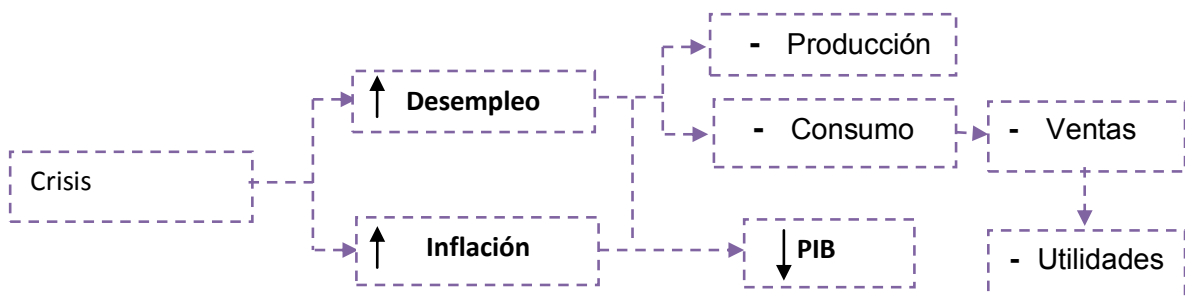 - Producción
Desempleo
- Consumo
- Ventas
Crisis
Inflación
PIB
- Utilidades